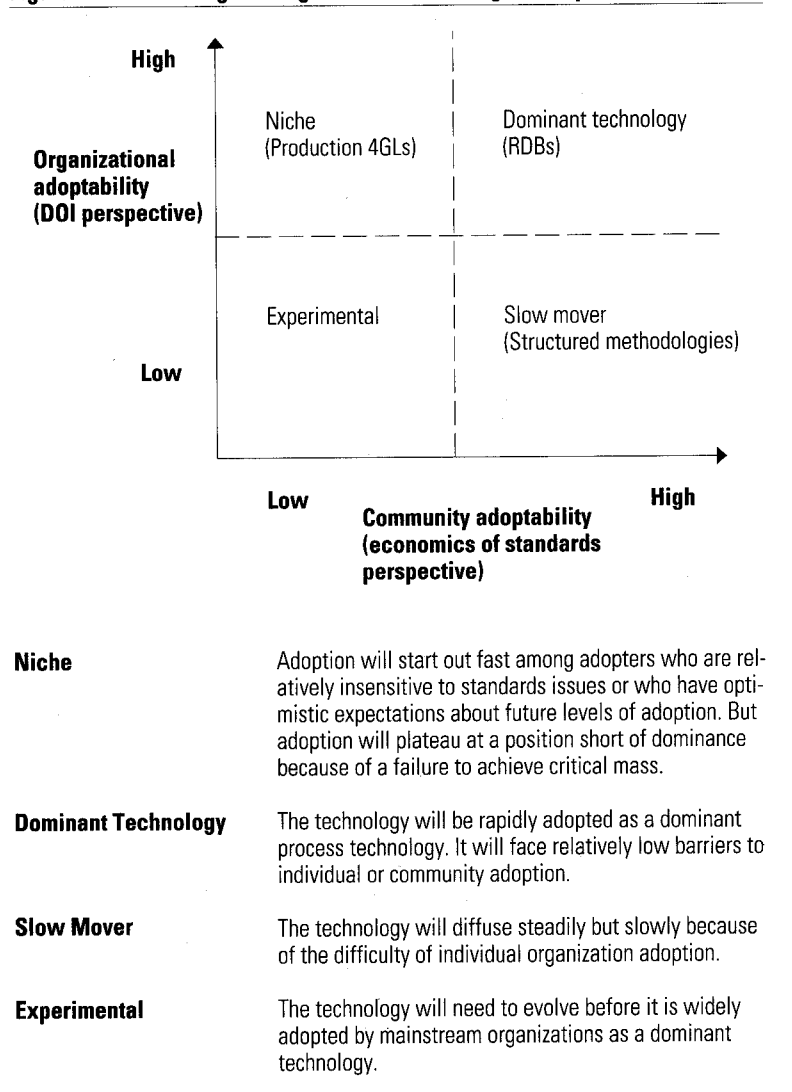 High
Niche
(Production 4GLs)
Dominant technology
(RDBs)
Organizational
adoptability
(DOI perspective)
Experimental
Slow mover
(Structured methodologies)
Low
Low
High
Community adoptability
(economics of standards
perspective)
Niche
Adoption will start out fast among adopters who are rel-
atively insensitive to standards issues or who have opti-
mistic expectations about future levels of adoption. But
adoption will plateau at a position short of dominance
because of a failure to achieve critical mass.
Dominant Technology
The technology will be rapidly adopted as a dominant
process technology. It will face relatively low barriers to
individual or community adoption.
Slow Mover
The technology will diffuse steadily but slowly because
of the difficulty of individual organization adoption.
Experimental
The technology will need to evolve before it is widely
adopted by mainstream organizations as a dominant
technology.